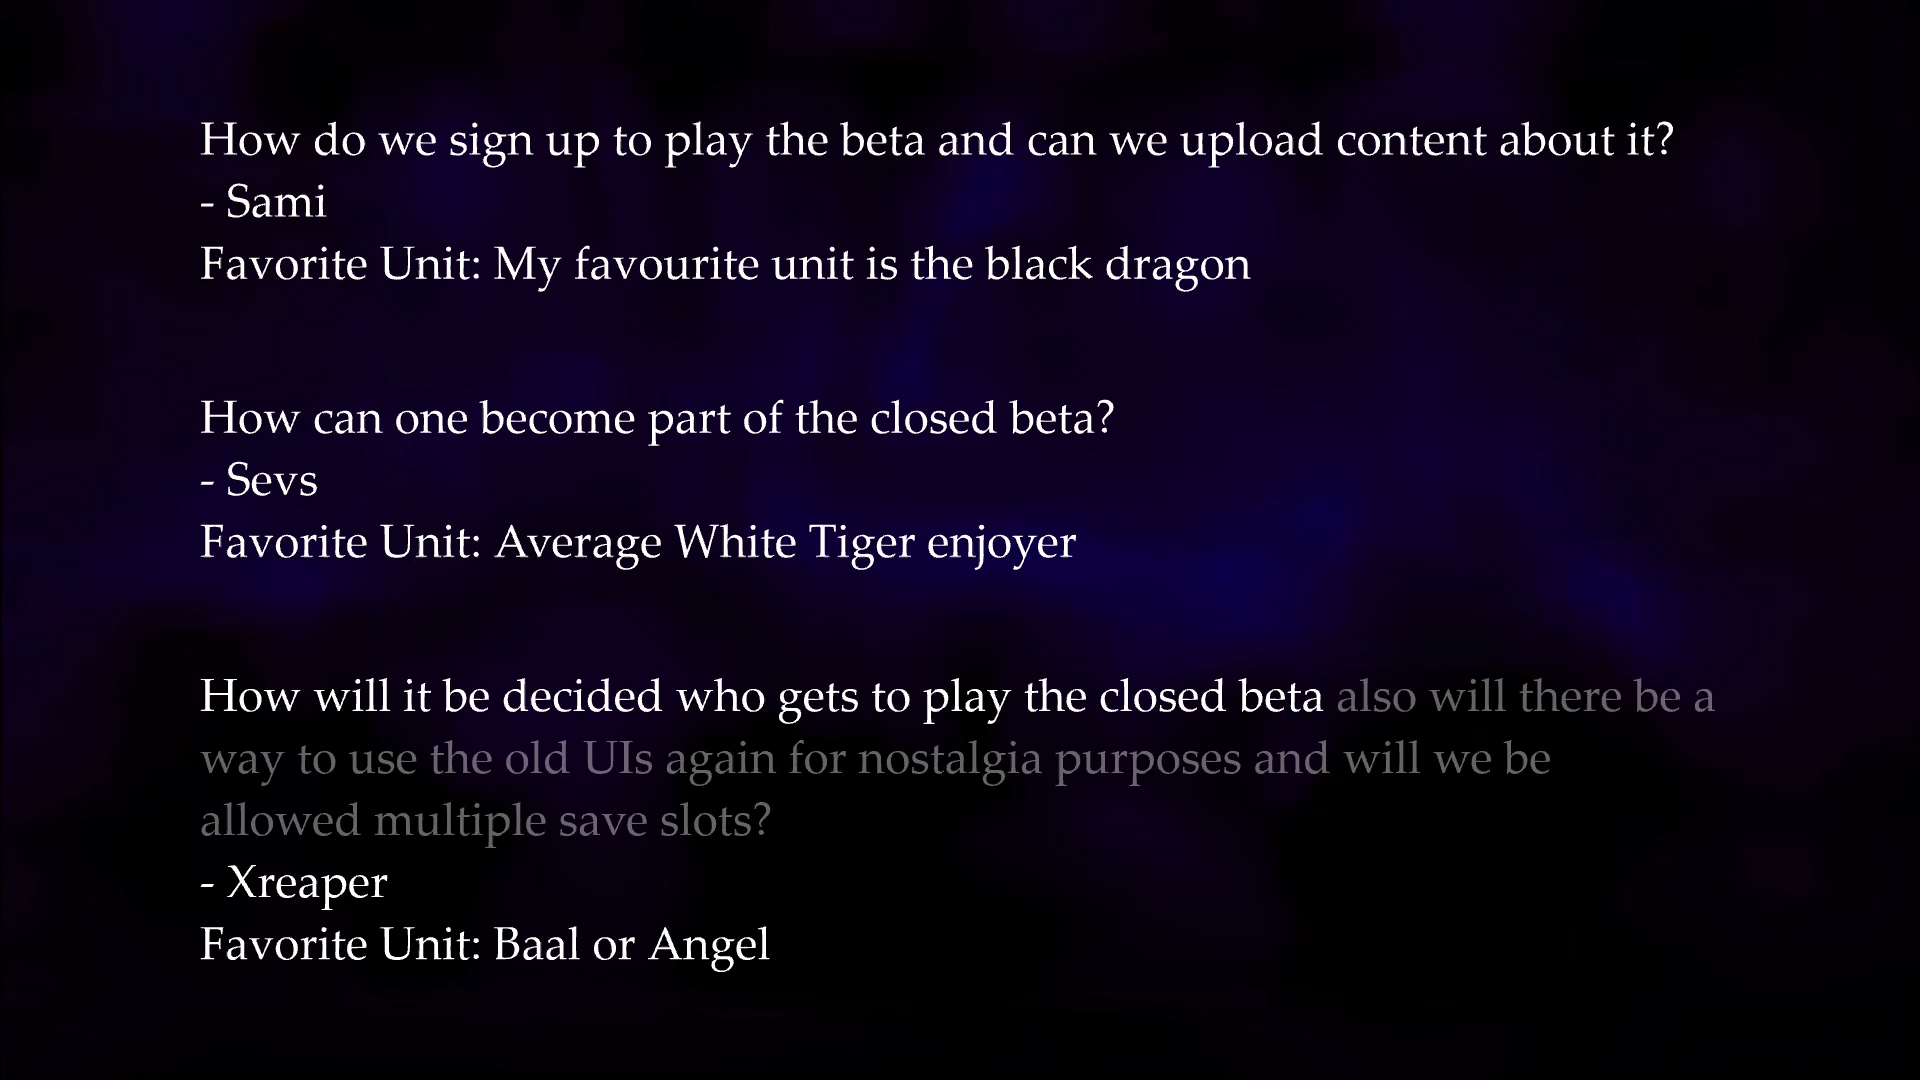 How do we sign up to play the beta and can we upload content about it?
- Sami
Favorite Unit: My favourite unit is the black dragon
How can one become part of the closed beta?
- Sevs
Favorite Unit: Average White Tiger enjoyer
How will it be decided who gets to play the closed beta also will there be a
way to use the old UIs again for nostalgia purposes and will we be
allowed multiple save slots?
- Xreaper
Favorite Unit: Baal or Angel